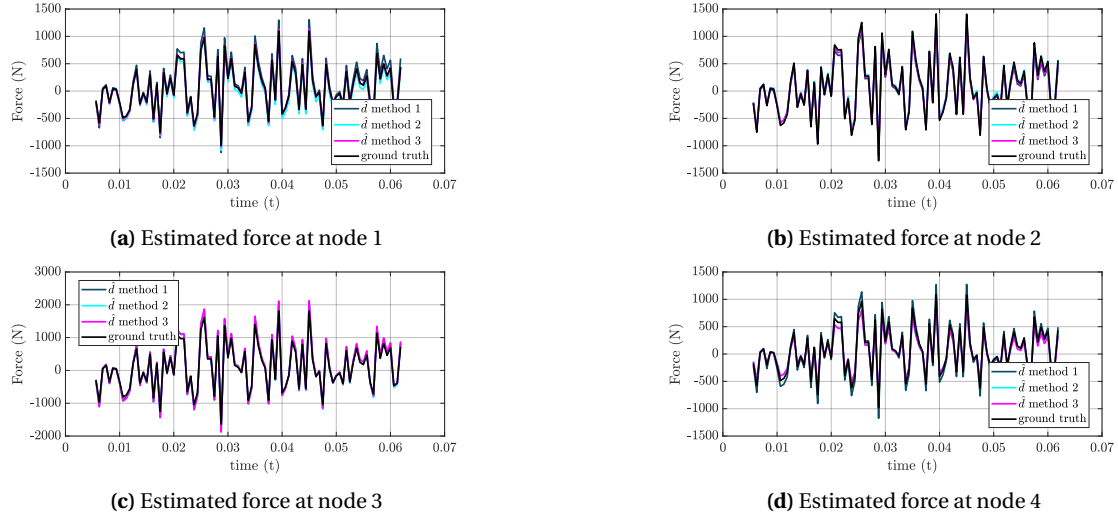 1500
1000
500
0
-500
-1000
-1500
Force (N)
0 0.01 0.02 0.03 0.04 0.05 0.06 0.07
time (t)
d̂ method 1
d̂ method 2
d̂ method 3
ground truth
(a) Estimated force at node 1
1500
1000
500
0
-500
-1000
-1500
Force (N)
0 0.01 0.02 0.03 0.04 0.05 0.06 0.07
time (t)
d̂ method 1
d̂ method 2
d̂ method 3
ground truth
(b) Estimated force at node 2
3000
2000
1000
0
-1000
-2000
Force (N)
0 0.01 0.02 0.03 0.04 0.05 0.06 0.07
time (t)
d̂ method 1
d̂ method 2
d̂ method 3
ground truth
(c) Estimated force at node 3
1500
1000
500
0
-500
-1000
-1500
Force (N)
0 0.01 0.02 0.03 0.04 0.05 0.06 0.07
time (t)
d̂ method 1
d̂ method 2
d̂ method 3
ground truth
(d) Estimated force at node 4